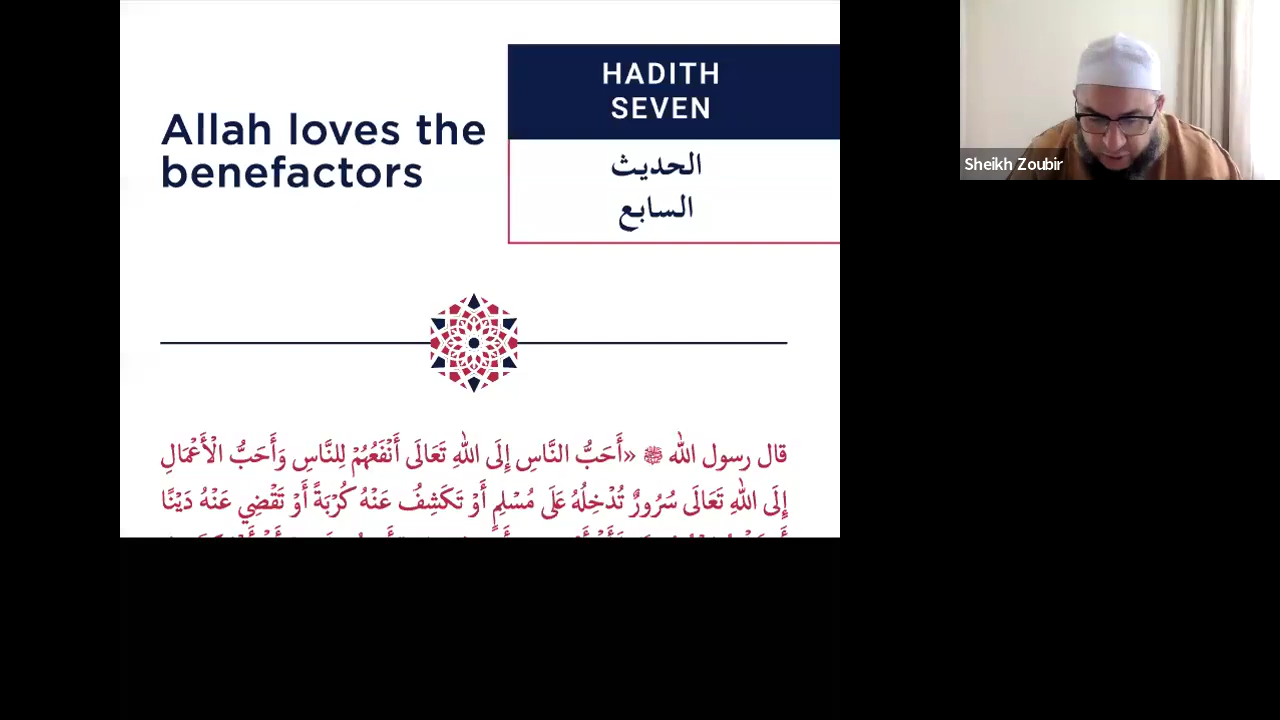 Allah loves the
benefactors
HADITH
SEVEN
الحديث
السابع
قال رسول الله ﷺ «أَحَبُّ النَّاسِ إِلَى اللهِ تَعَالَى أَنْفَعُهُمْ لِلنَّاسِ وَأَحَبُّ الْأَعْمَالِ
إِلَى اللهِ تَعَالَى سُرُورٌ تُدْخِلُهُ عَلَى مُسْلِمٍ أَوْ تَكَشِفُ عَنْهُ كُرْبَةً أَوْ تَقْضِي عَنْهُ دَيْنًا
Sheikh Zoubir